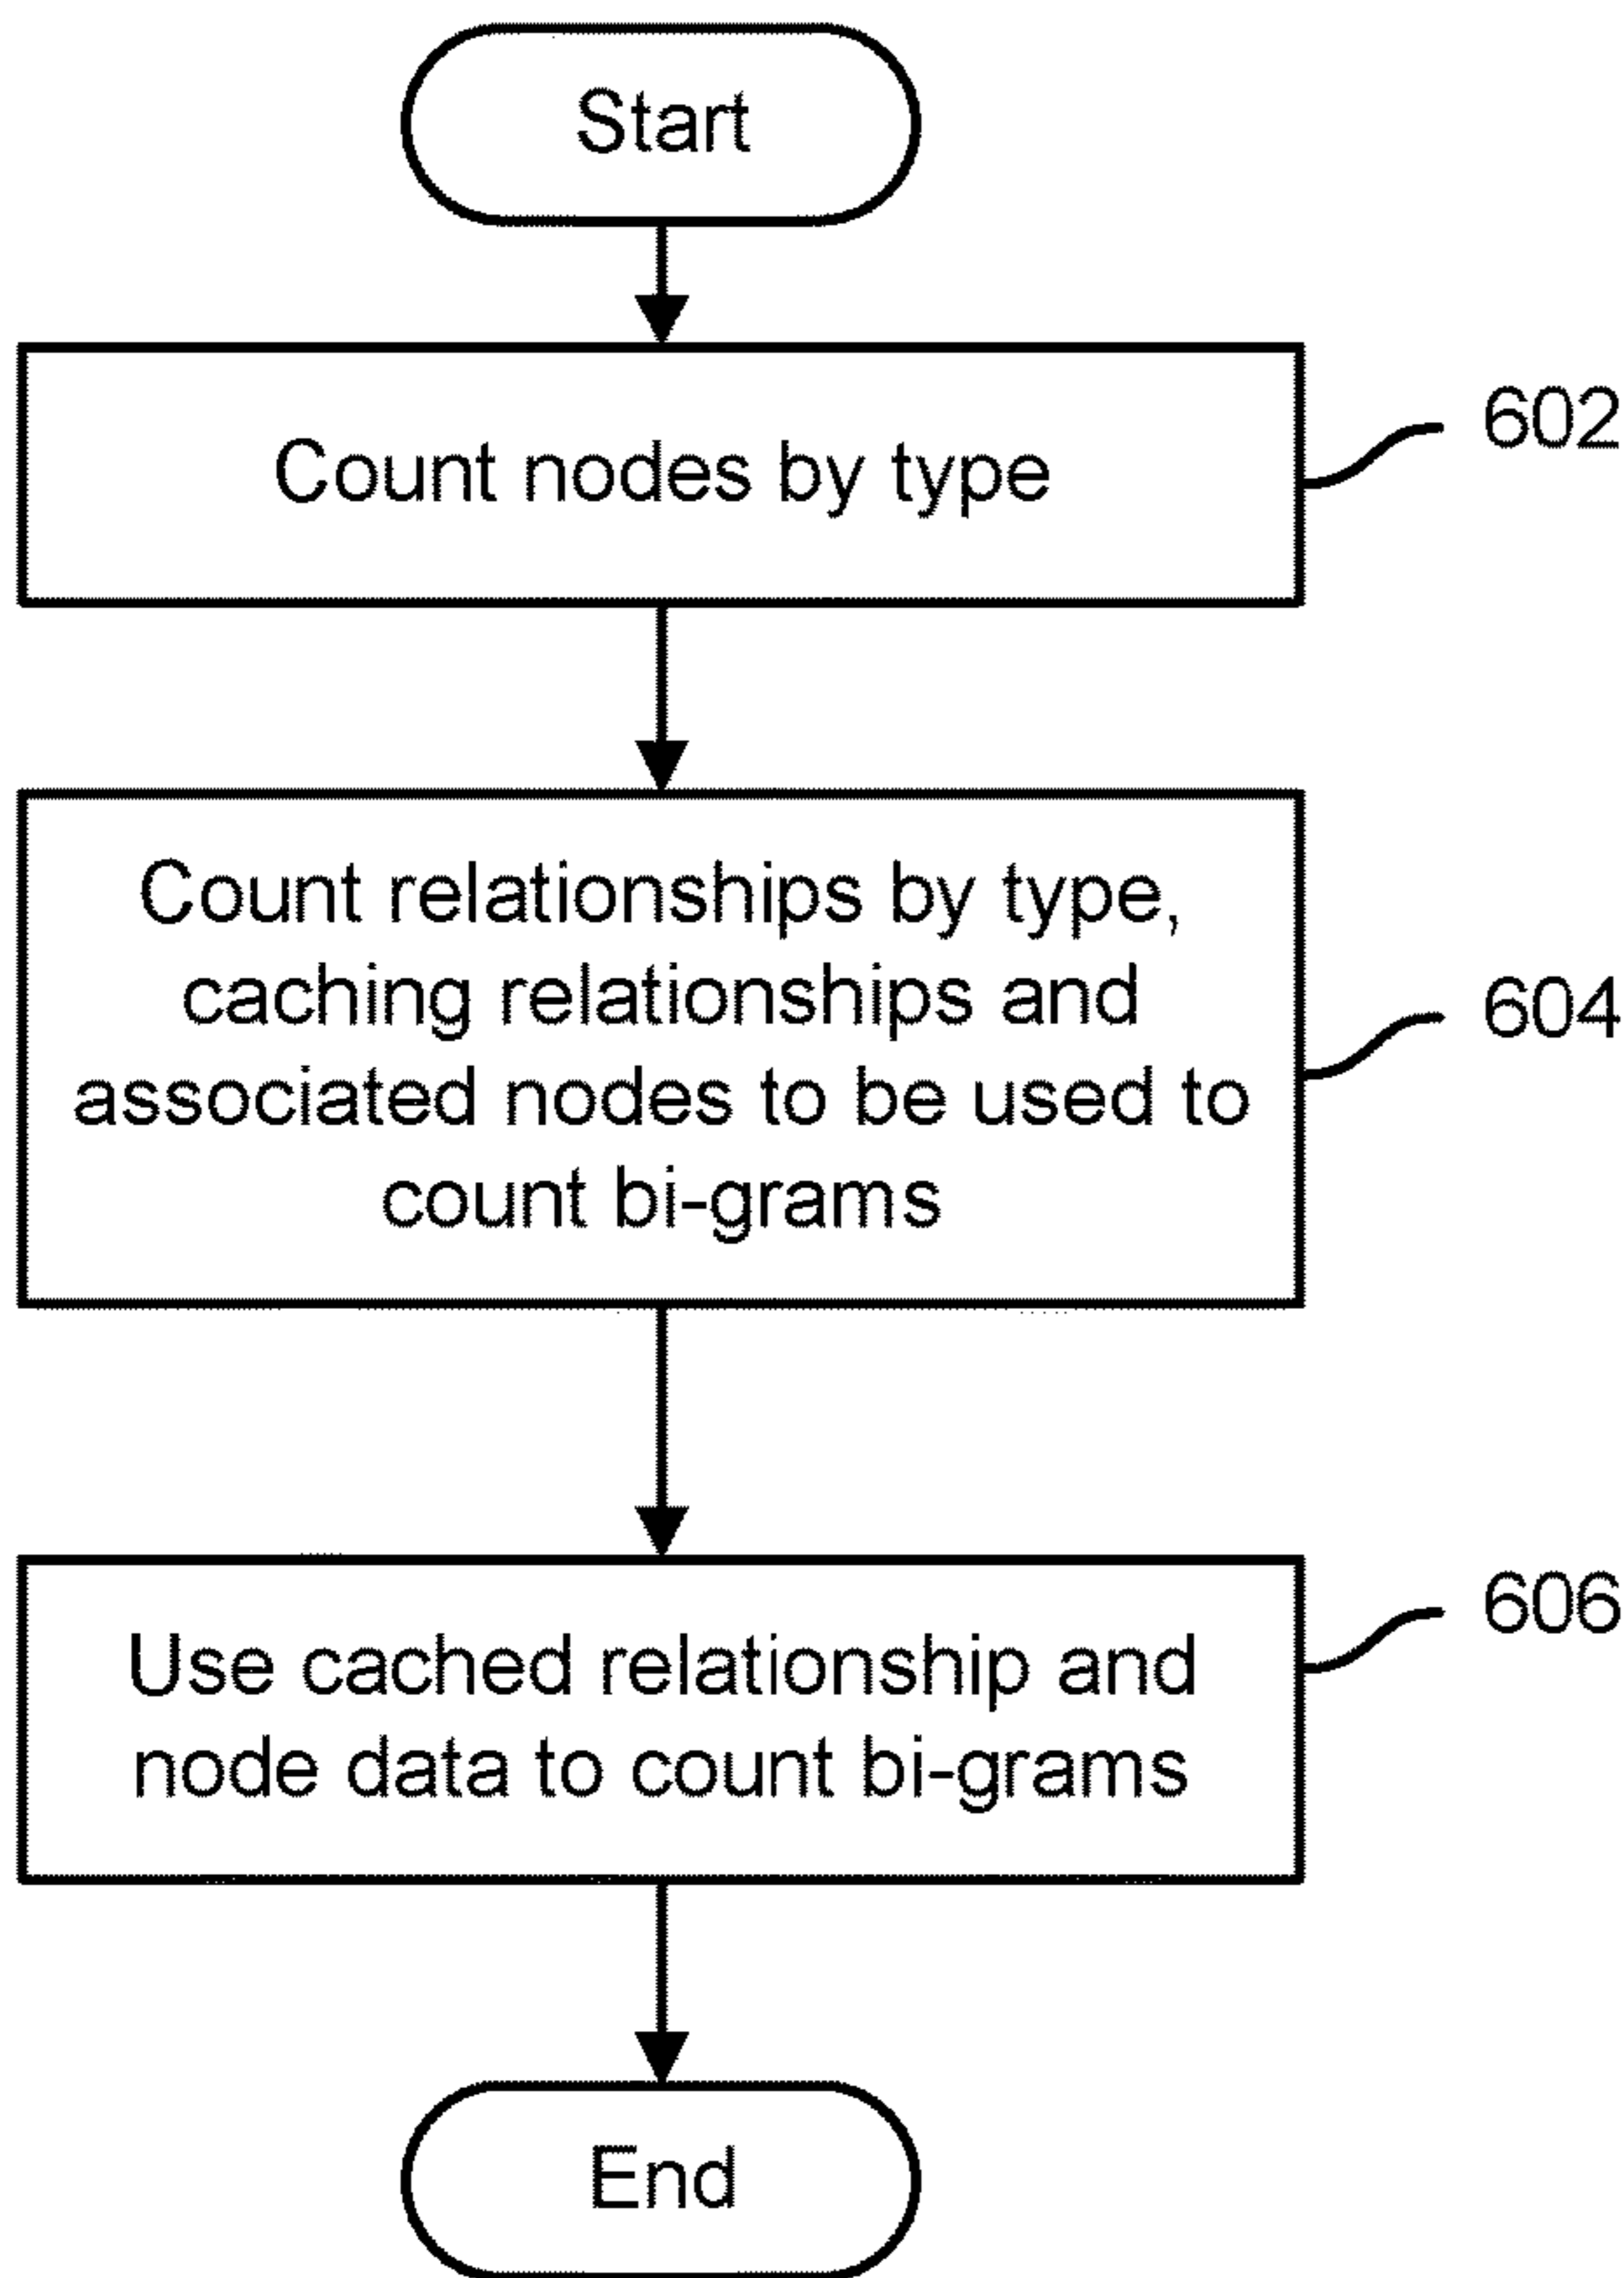 Start
Count nodes by type
602
Count relationships by type,
caching relationships and
associated nodes to be used to
count bi-grams
604
Use cached relationship and
node data to count bi-grams
606
End